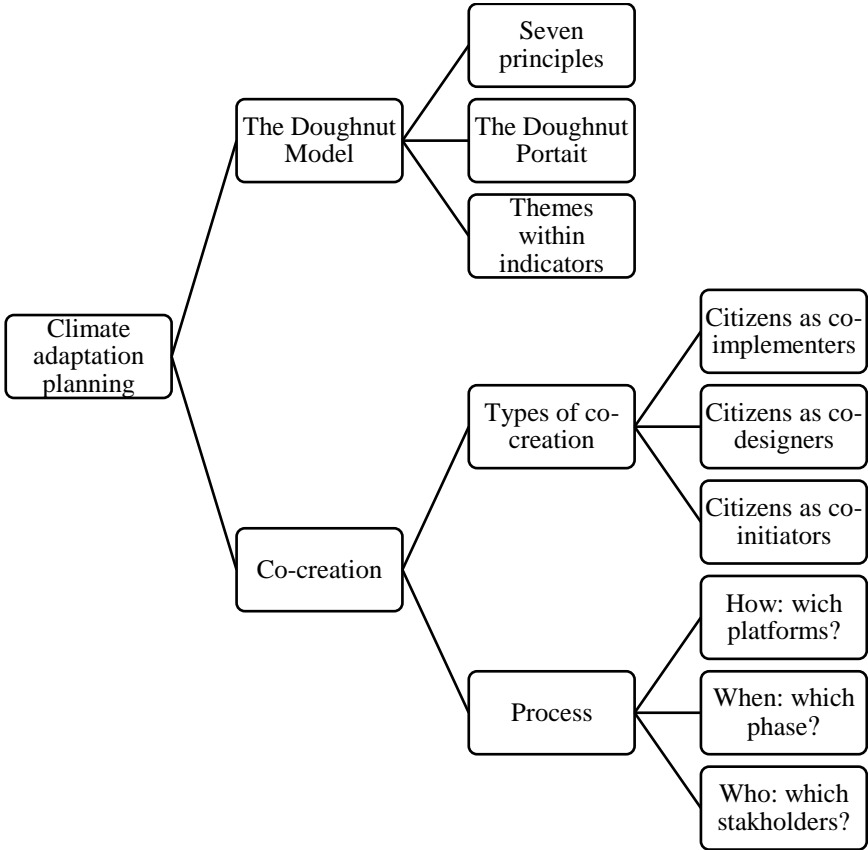 Seven
principles
The Doughnut
Model
The Doughnut
Portait
Themes
within
indicators
Climate
adaptation
planning
Citizens as co-
implementers
Types of co-
creation
Citizens as co-
designers
Citizens as co-
initiators
Co-creation
How: wich
platforms?
Process
When: which
phase?
Who: which
stakholders?